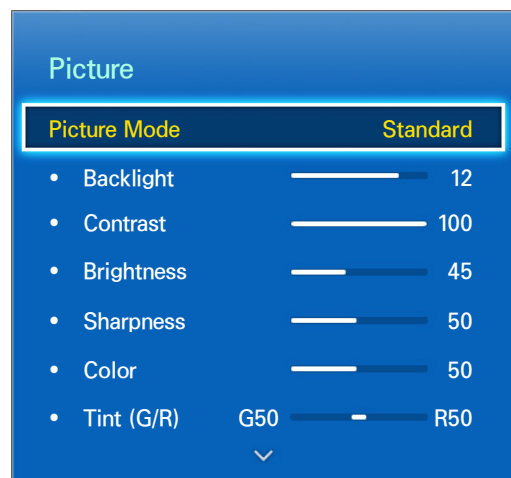 Picture
Picture Mode Standard
• Backlight 12
• Contrast 100
• Brightness 45
• Sharpness 50
• Color 50
• Tint (G/R) G50 R50